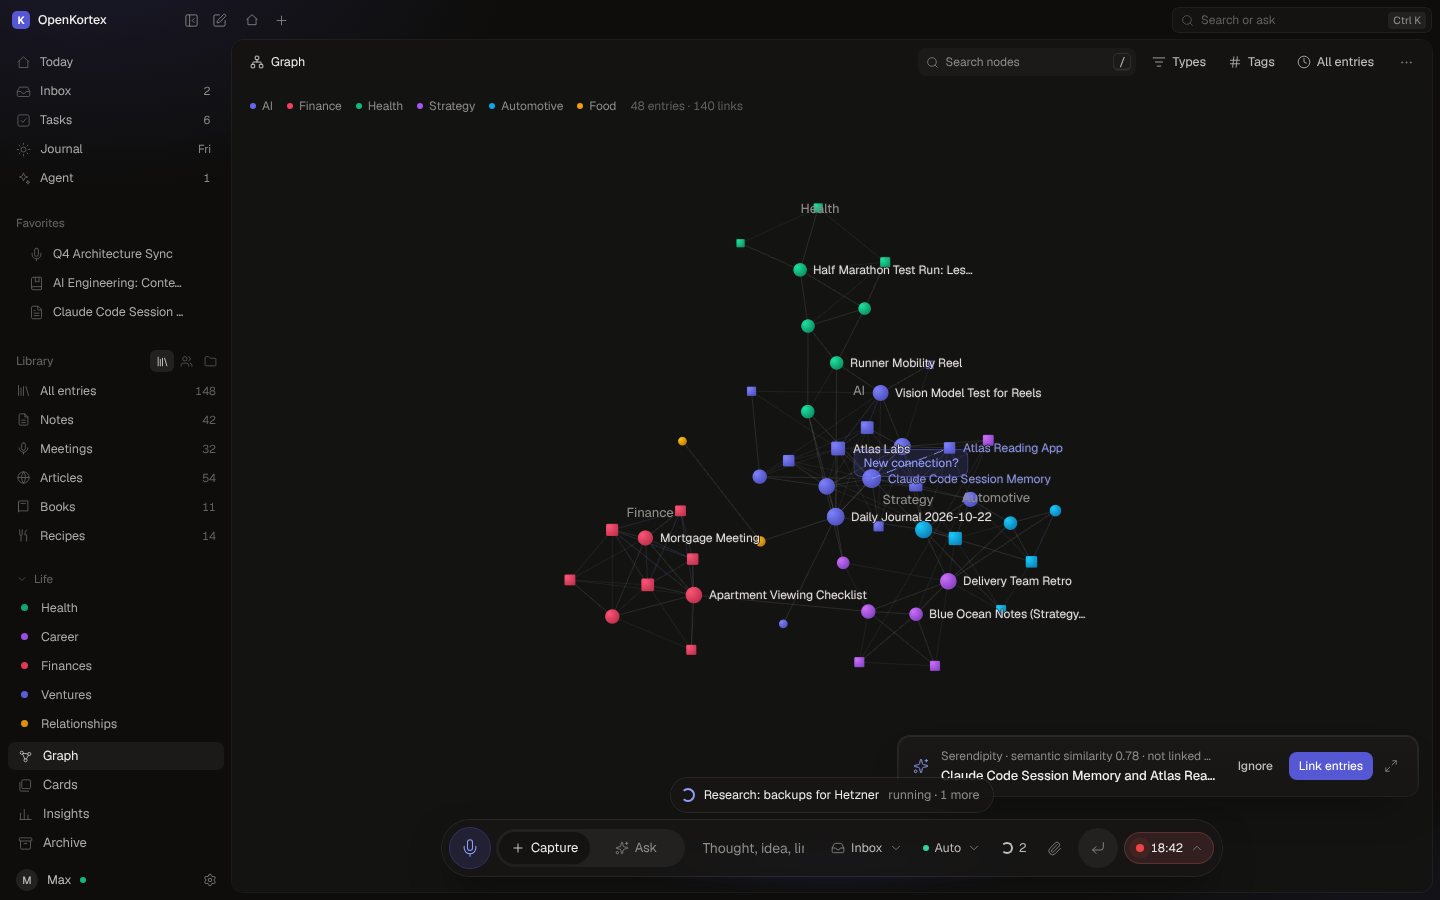 K OpenKortex
Search or ask
Ctrl K
Today
Inbox 2
Tasks 6
Journal Fri
Agent 1
Favorites
Q4 Architecture Sync
AI Engineering: Conte...
Claude Code Session ...
Library
All entries 148
Notes 42
Meetings 32
Articles 54
Books 11
Recipes 14
Life
Health
Career
Finances
Ventures
Relationships
Graph
Cards
Insights
Archive
M Max
Graph
Search nodes /
Types
Tags
All entries
AI Finance Health Strategy Automotive Food 48 entries · 140 links
Health
Half Marathon Test Run: Les...
Runner Mobility Reel
AI
Vision Model Test for Reels
Atlas Labs
Atlas Reading App
New connection?
Claude Code Session Memory
Strategy
Automotive
Finance
Daily Journal 2026-10-22
Mortgage Meeting
Delivery Team Retro
Apartment Viewing Checklist
Blue Ocean Notes (Strategy...
Serendipity · semantic similarity 0.78 · not linked ...
Claude Code Session Memory and Atlas Rea...
Ignore
Link entries
Research: backups for Hetzner running · 1 more
Capture
Ask
Thought, idea, lin
Inbox
Auto
2
18:42